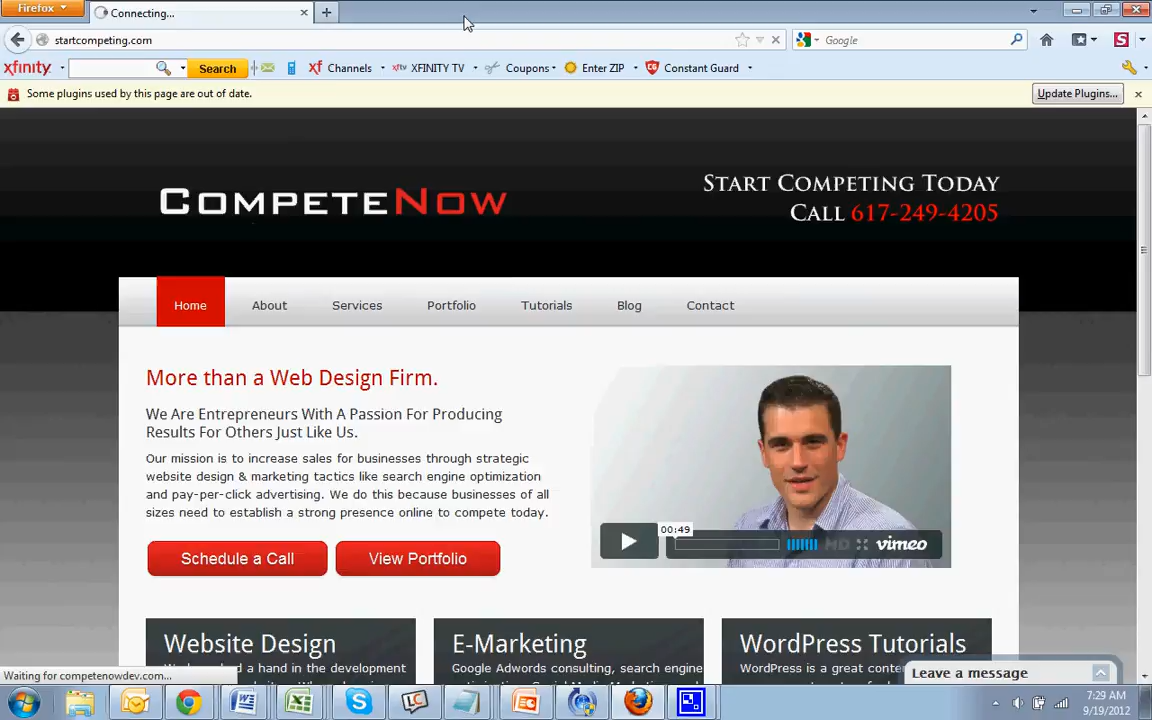 Firefox
Connecting...
startcompeting.com
Google
xfinity
Search
xf Channels
XFINITY TV
Coupons
Enter ZIP
Constant Guard
Some plugins used by this page are out of date.
Update Plugins...
CompeteNow
Start Competing Today
Call 617-249-4205
Home
About
Services
Portfolio
Tutorials
Blog
Contact
More than a Web Design Firm.
We Are Entrepreneurs With A Passion For Producing
Results For Others Just Like Us.
Our mission is to increase sales for businesses through strategic
website design & marketing tactics like search engine optimization
and pay-per-click advertising. We do this because businesses of all
sizes need to establish a strong presence online to compete today.
Schedule a Call
View Portfolio
00:49
HD
vimeo
Website Design
E-Marketing
Google Adwords consulting, search engine
WordPress Tutorials
a hand in the development
WordPress is a great
Leave a message
Waiting for competenowdev.com...
7:29 AM
9/19/2012